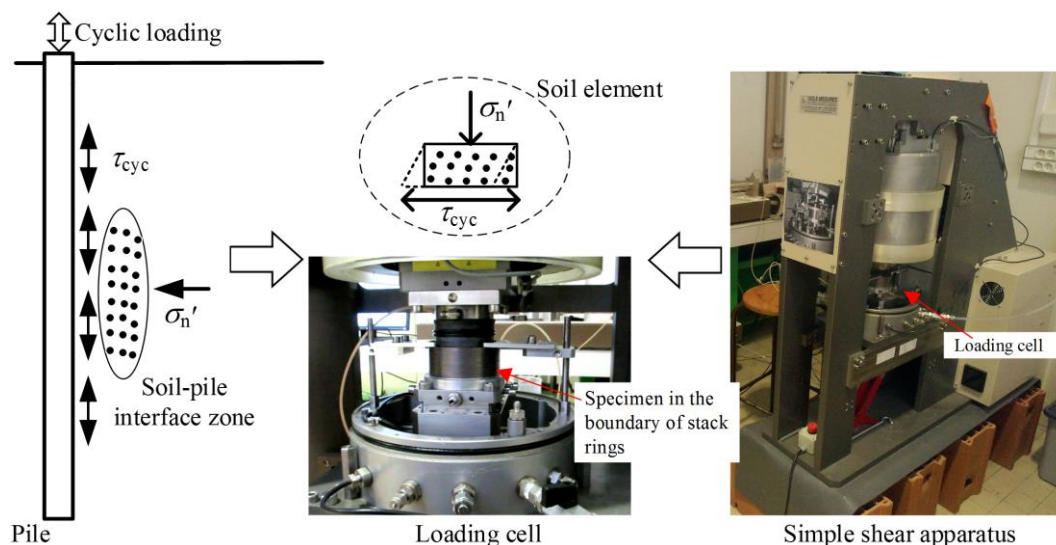 Cyclic loading
τcyc
σn′
Soil-pile
interface zone
Pile
Soil element
σn′
τcyc
Specimen in the
boundary of stack
rings
Loading cell
Loading cell
Simple shear apparatus